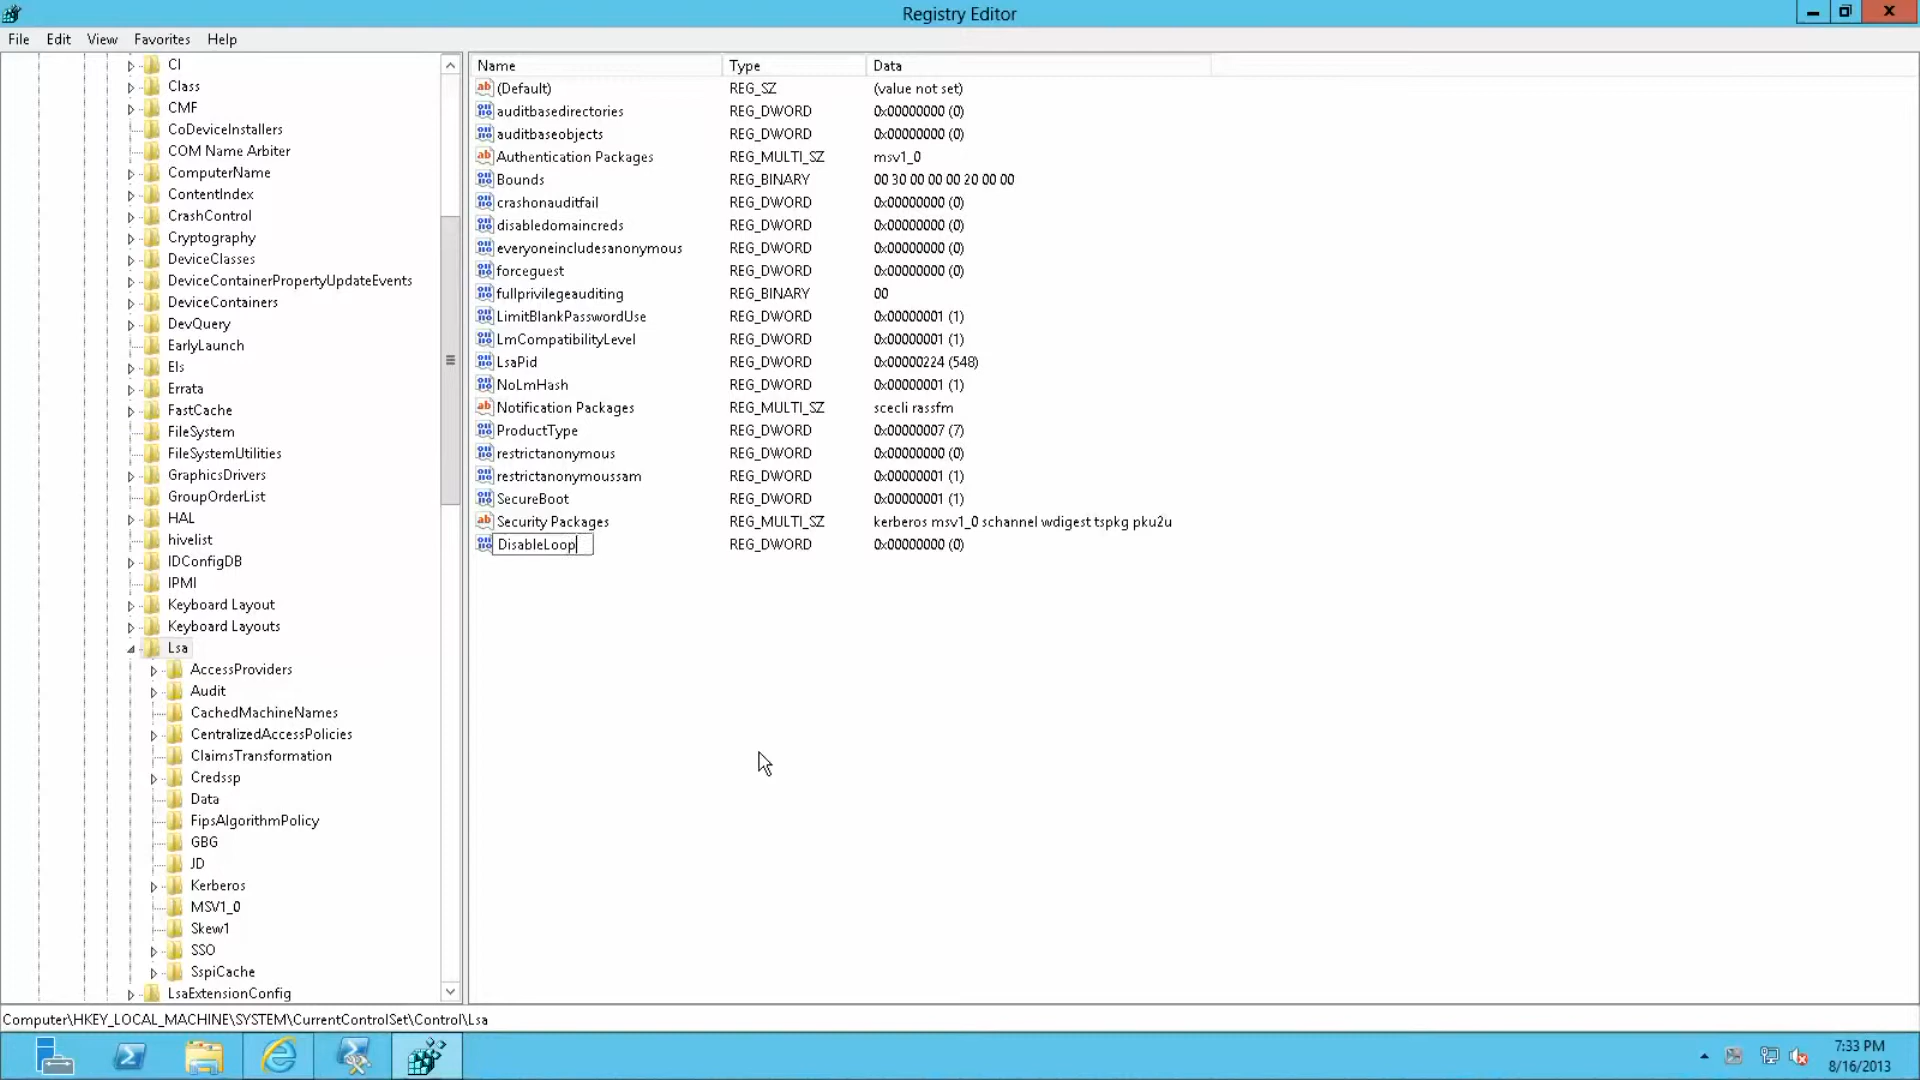 Registry Editor
File Edit View Favorites Help
CI
Class
CMF
CoDeviceInstallers
COM Name Arbiter
ComputerName
ContentIndex
CrashControl
Cryptography
DeviceClasses
DeviceContainerPropertyUpdateEvents
DeviceContainers
DevQuery
EarlyLaunch
Els
Errata
FastCache
FileSystem
FileSystemUtilities
GraphicsDrivers
GroupOrderList
HAL
hivelist
IDConfigDB
IPMI
Keyboard Layout
Keyboard Layouts
Lsa
AccessProviders
Audit
CachedMachineNames
CentralizedAccessPolicies
ClaimsTransformation
Credssp
Data
FipsAlgorithmPolicy
GBG
JD
Kerberos
MSV1_0
Skew1
SSO
SspiCache
LsaExtensionConfig
Name Type Data
(Default) REG_SZ (value not set)
auditbasedirectories REG_DWORD 0x00000000 (0)
auditbaseobjects REG_DWORD 0x00000000 (0)
Authentication Packages REG_MULTI_SZ msv1_0
Bounds REG_BINARY 00 30 00 00 00 20 00 00
crashonauditfail REG_DWORD 0x00000000 (0)
disabledomaincreds REG_DWORD 0x00000000 (0)
everyoneincludesanonymous REG_DWORD 0x00000000 (0)
forceguest REG_DWORD 0x00000000 (0)
fullprivilegeauditing REG_BINARY 00
LimitBlankPasswordUse REG_DWORD 0x00000001 (1)
LmCompatibilityLevel REG_DWORD 0x00000001 (1)
LsaPid REG_DWORD 0x00000224 (548)
NoLmHash REG_DWORD 0x00000001 (1)
Notification Packages REG_MULTI_SZ scecli rassfm
ProductType REG_DWORD 0x00000007 (7)
restrictanonymous REG_DWORD 0x00000000 (0)
restrictanonymoussam REG_DWORD 0x00000001 (1)
SecureBoot REG_DWORD 0x00000001 (1)
Security Packages REG_MULTI_SZ kerberos msv1_0 schannel wdigest tspkg pku2u
DisableLoop REG_DWORD 0x00000000 (0)
Computer\HKEY_LOCAL_MACHINE\SYSTEM\CurrentControlSet\Control\Lsa
7:33 PM
8/16/2013